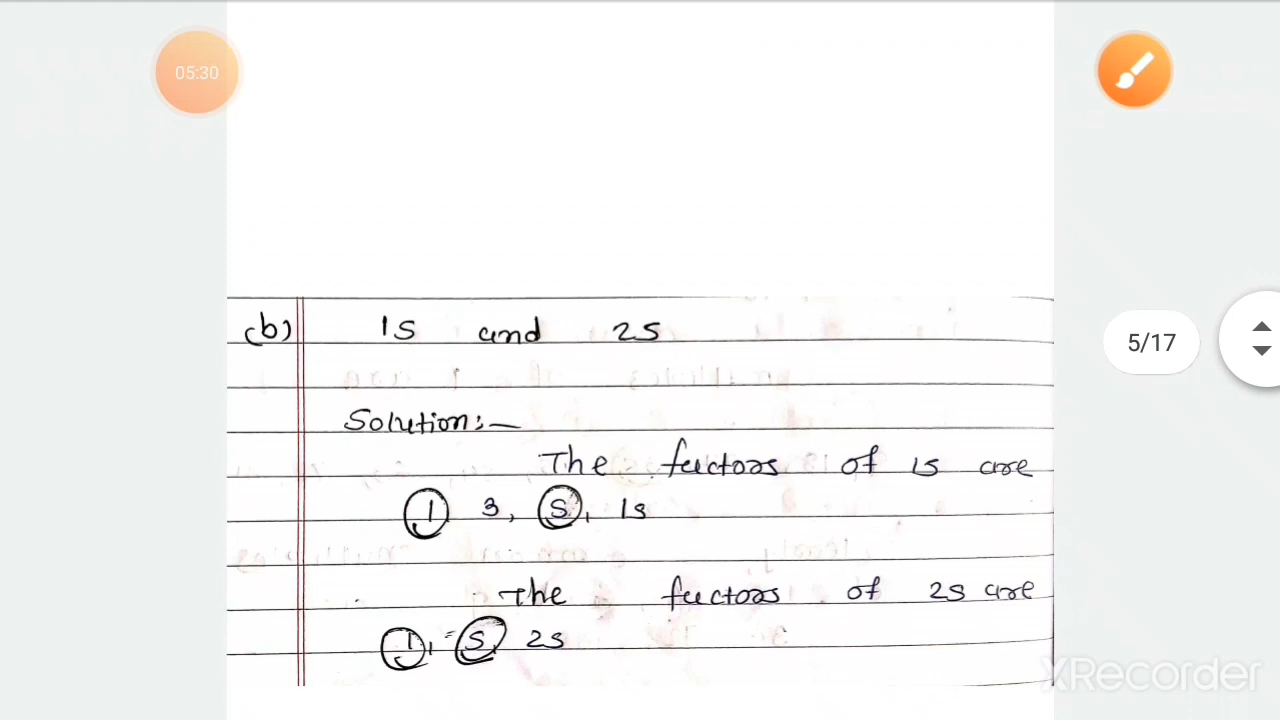 05:30
5/17
(b) 15 and 25
Solution:-
The factors of 15 are
1 3, 5, 15
The factors of 25 are
1, 5 25
XRecorder